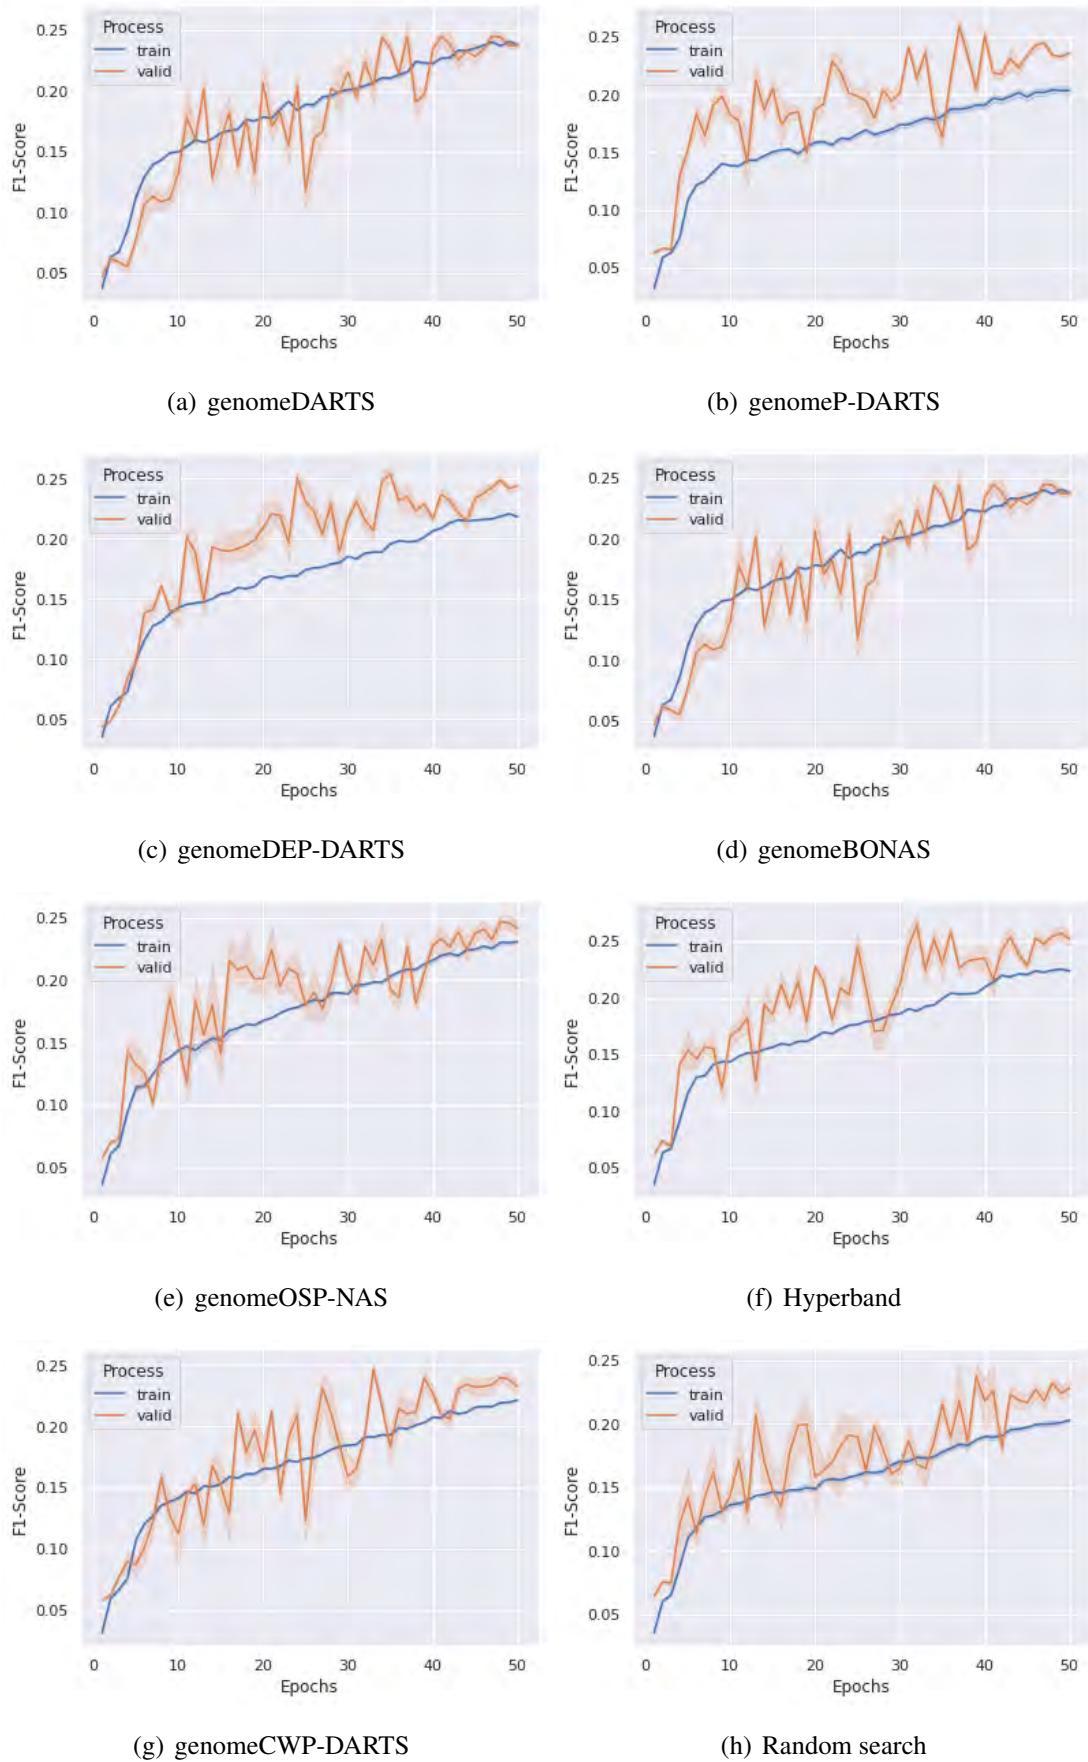 Process
train
valid
0.25
0.20
0.15
0.10
0.05
F1-Score
0 10 20 30 40 50
Epochs
(a) genomeDARTS
Process
train
valid
0.25
0.20
0.15
0.10
0.05
F1-Score
0 10 20 30 40 50
Epochs
(b) genomeP-DARTS
Process
train
valid
0.25
0.20
0.15
0.10
0.05
F1-Score
0 10 20 30 40 50
Epochs
(c) genomeDEP-DARTS
Process
train
valid
0.25
0.20
0.15
0.10
0.05
F1-Score
0 10 20 30 40 50
Epochs
(d) genomeBONAS
Process
train
valid
0.25
0.20
0.15
0.10
0.05
F1-Score
0 10 20 30 40 50
Epochs
(e) genomeOSP-NAS
Process
train
valid
0.25
0.20
0.15
0.10
0.05
F1-Score
0 10 20 30 40 50
Epochs
(f) Hyperband
Process
train
valid
0.25
0.20
0.15
0.10
0.05
F1-Score
0 10 20 30 40 50
Epochs
(g) genomeCWP-DARTS
Process
train
valid
0.25
0.20
0.15
0.10
0.05
F1-Score
0 10 20 30 40 50
Epochs
(h) Random search